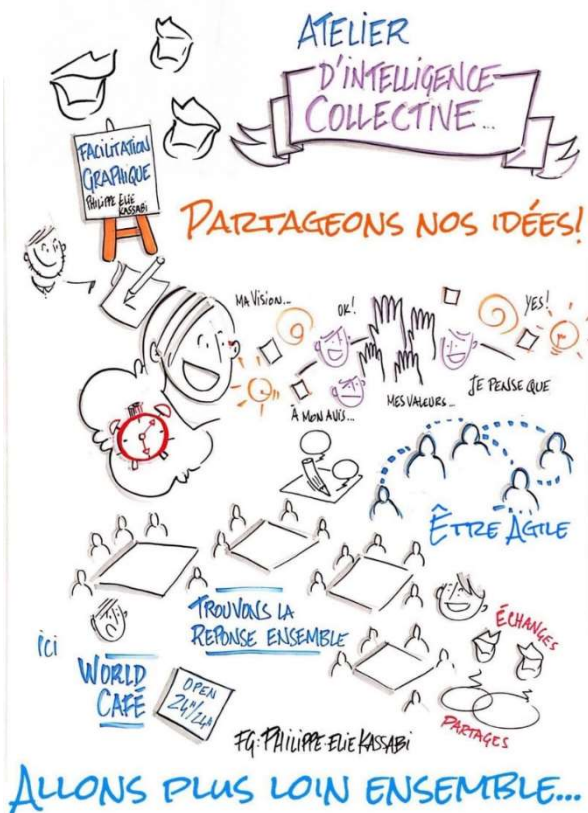 ATELIER
D'INTELLIGENCE
COLLECTIVE...
FACILITATION
GRAPHIQUE
PHILIPPE ELIE
KASSABI
PARTAGEONS NOS IDÉES!
MA VISION...
OK!
YES!
À MON AVIS...
MES VALEURS...
JE PENSE QUE
ÊTRE AGILE
TROUVONS LA
REPONSE ENSEMBLE
ÉCHANGES
ici
WORLD
CAFÉ
OPEN
24H/24H
PARTAGES
FG: PHILIPPE-ELIE KASSABI
ALLONS PLUS LOIN ENSEMBLE...